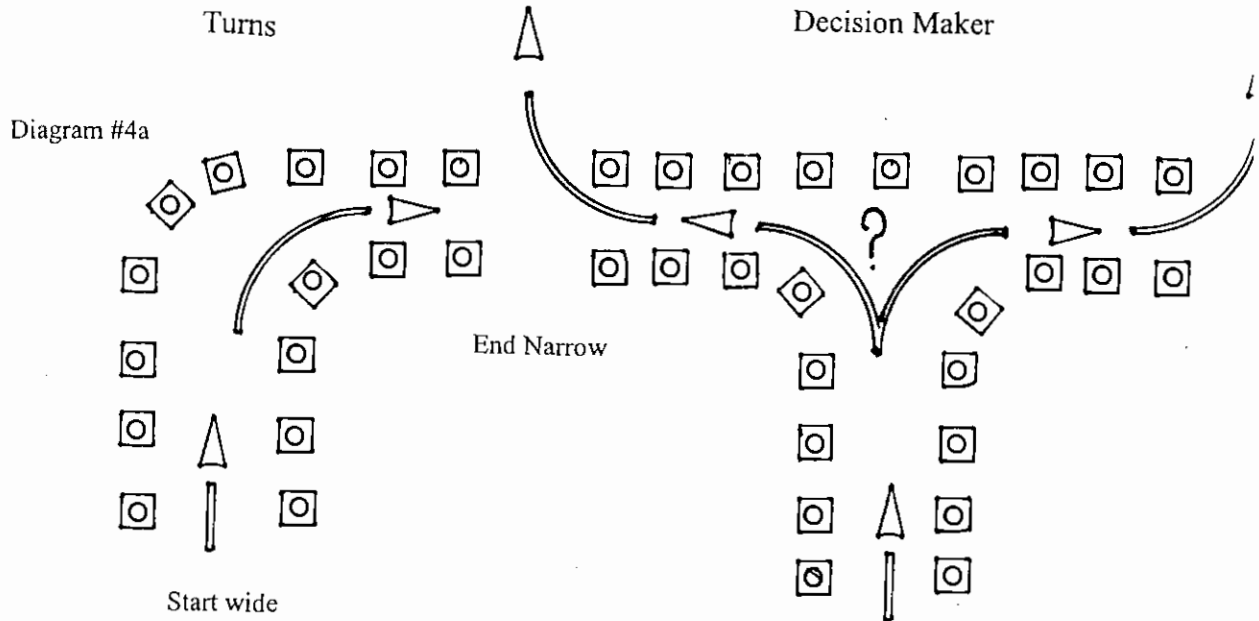 Turns
Decision Maker
Diagram #4a
?
End Narrow
Start wide